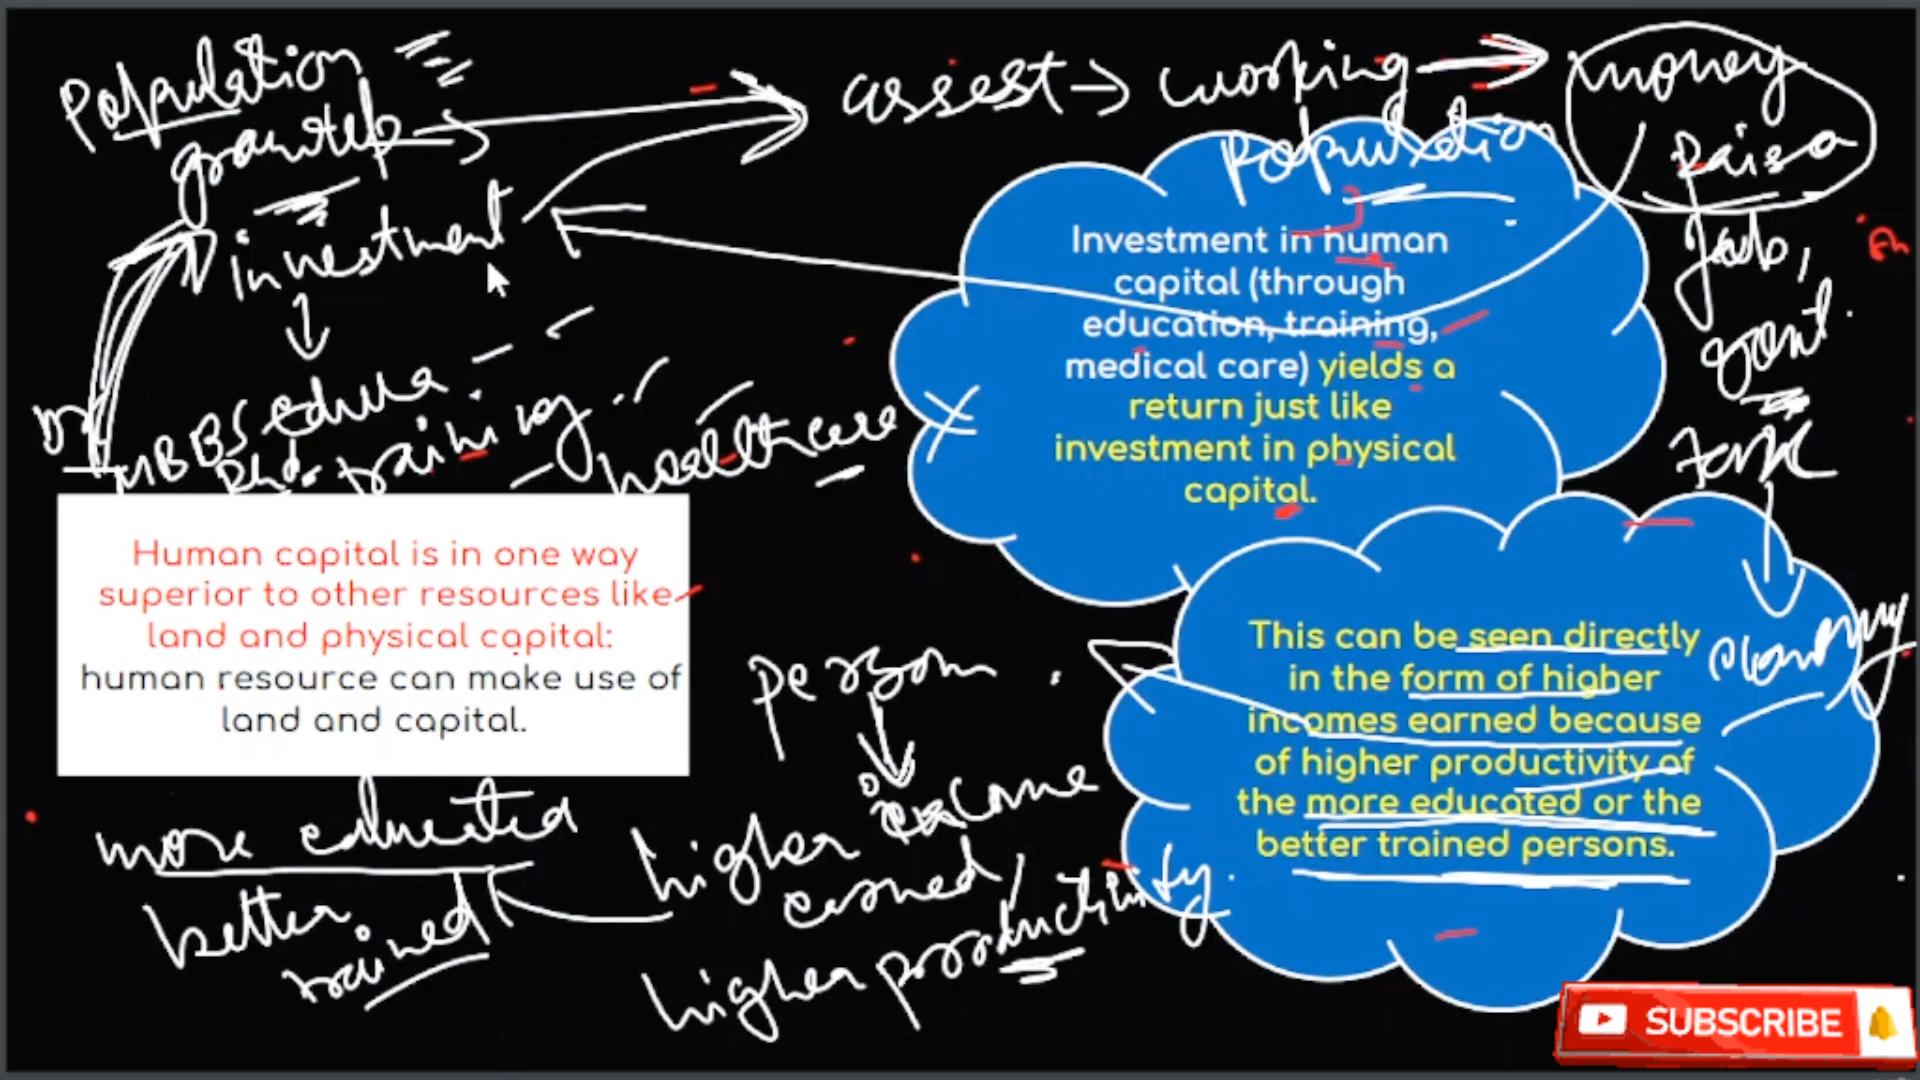 Population
growth
investment
assest → working
population
money
paisa
Job,
govt.
Investment in human
capital (through
education, training,
medical care) yields a
return just like
investment in physical
capital.
MBBS educa
Phd. training
healthcare
Human capital is in one way
superior to other resources like
land and physical capital:
human resource can make use of
land and capital.
This can be seen directly
in the form of higher
incomes earned because
of higher productivity of
the more educated or the
better trained persons.
person
higher income
earned,
higher productivity.
more educated
better
trained
SUBSCRIBE